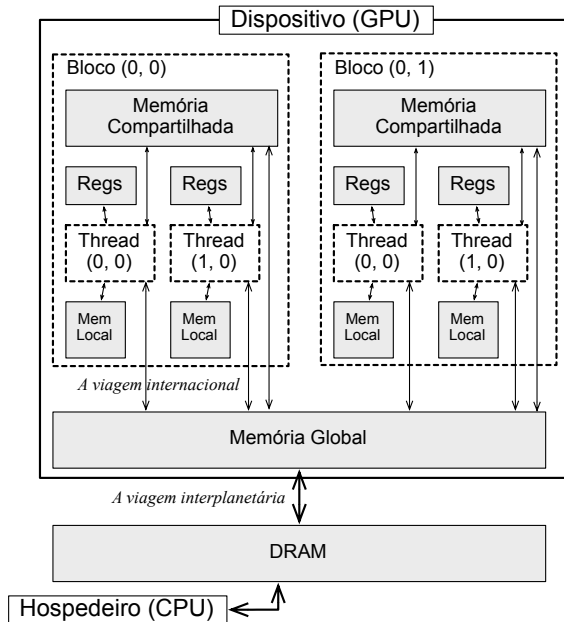 Dispositivo (GPU)
Bloco (0, 0)
Memória
Compartilhada
Regs
Regs
Thread
(0, 0)
Thread
(1, 0)
Mem
Local
Mem
Local
Bloco (0, 1)
Memória
Compartilhada
Regs
Regs
Thread
(0, 0)
Thread
(1, 0)
Mem
Local
Mem
Local
A viagem internacional
Memória Global
A viagem interplanetária
DRAM
Hospedeiro (CPU)